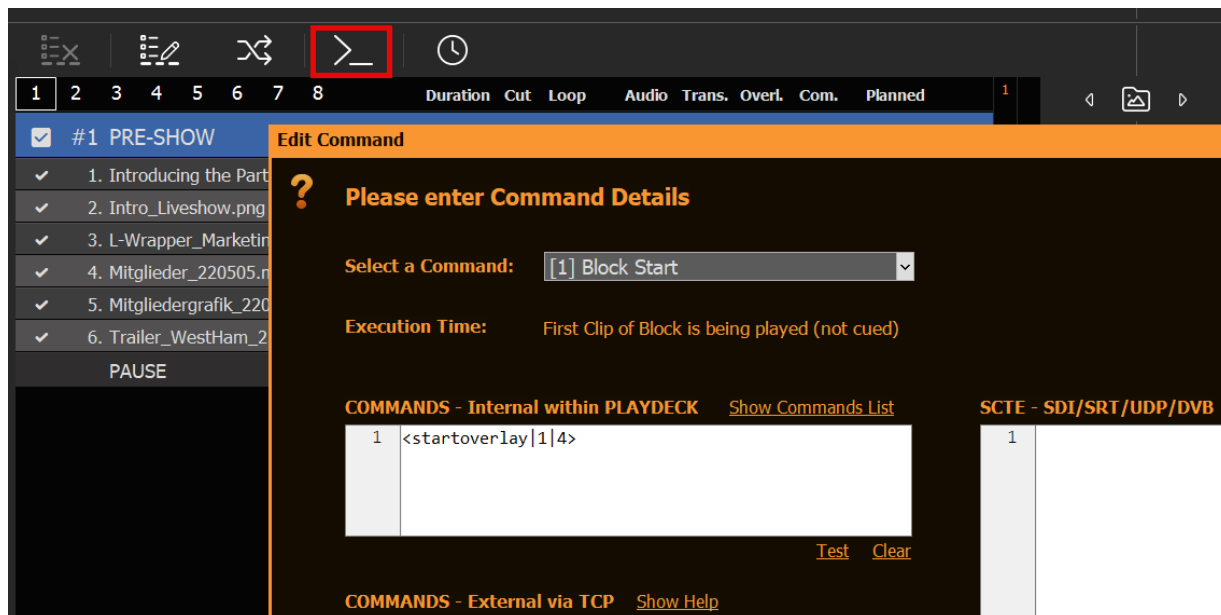 1 2 3 4 5 6 7 8 Duration Cut Loop Audio Trans. Overl. Com. Planned 1
#1 PRE-SHOW
Edit Command
1. Introducing the Part
2. Intro_Liveshow.png
3. L-Wrapper_Marketin
4. Mitglieder_220505.m
5. Mitgliedergrafik_220
6. Trailer_WestHam_2
PAUSE
?
Please enter Command Details
Select a Command: [1] Block Start
Execution Time: First Clip of Block is being played (not cued)
COMMANDS - Internal within PLAYDECK Show Commands List
1 <startoverlay|1|4>
Test Clear
COMMANDS - External via TCP Show Help
SCTE - SDI/SRT/UDP/DVB
1